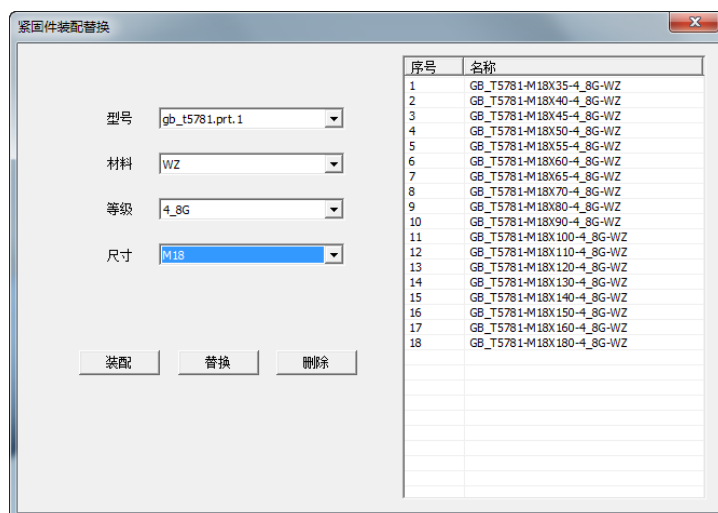 紧固件装配替换
型号 gb_t5781.prt.1
材料 WZ
等级 4_8G
尺寸 M18
装配 替换 删除
序号 名称
1 GB_T5781-M18X35-4_8G-WZ
2 GB_T5781-M18X40-4_8G-WZ
3 GB_T5781-M18X45-4_8G-WZ
4 GB_T5781-M18X50-4_8G-WZ
5 GB_T5781-M18X55-4_8G-WZ
6 GB_T5781-M18X60-4_8G-WZ
7 GB_T5781-M18X65-4_8G-WZ
8 GB_T5781-M18X70-4_8G-WZ
9 GB_T5781-M18X80-4_8G-WZ
10 GB_T5781-M18X90-4_8G-WZ
11 GB_T5781-M18X100-4_8G-WZ
12 GB_T5781-M18X110-4_8G-WZ
13 GB_T5781-M18X120-4_8G-WZ
14 GB_T5781-M18X130-4_8G-WZ
15 GB_T5781-M18X140-4_8G-WZ
16 GB_T5781-M18X150-4_8G-WZ
17 GB_T5781-M18X160-4_8G-WZ
18 GB_T5781-M18X180-4_8G-WZ